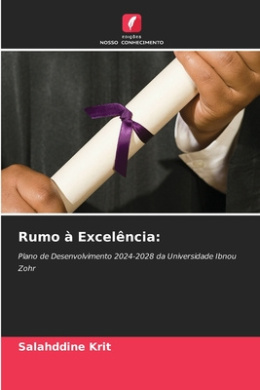 edições
NOSSO CONHECIMENTO
Rumo à Excelência:
Plano de Desenvolvimento 2024-2028 da Universidade Ibnou
Zohr
Salahddine Krit